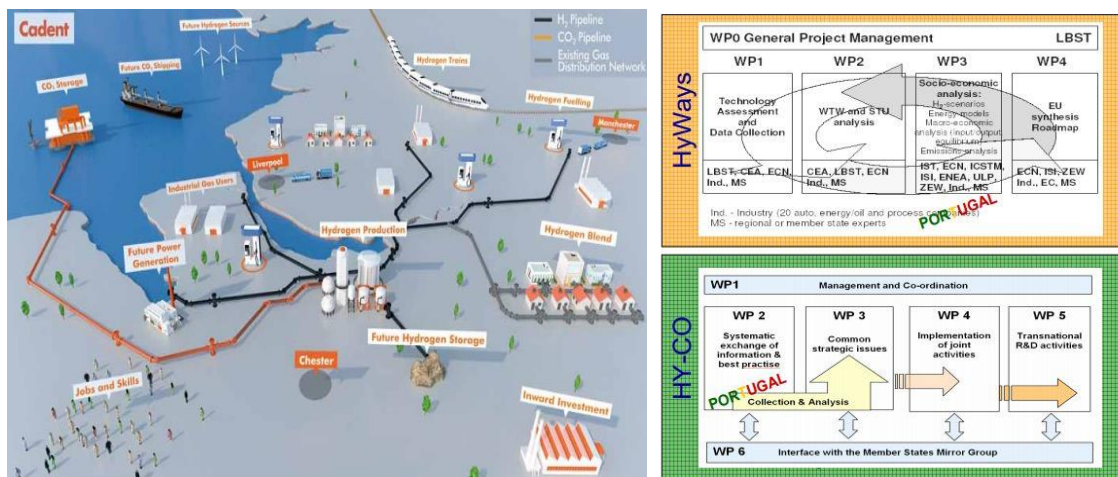 Cadent
Future Hydrogen Sources
H₂ Pipeline
CO₂ Pipeline
Existing Gas
Distribution Network
CO₂ Storage
Future CO₂ Shipping
Hydrogen Trains
Hydrogen Fuelling
Manchester
Liverpool
Industrial Gas Users
Hydrogen Production
Hydrogen Blend
Future Power
Generation
Future Hydrogen Storage
Chester
Jobs and Skills
Inward Investment
HyWays
WP0 General Project Management LBST
WP1
Technology
Assessment
and
Data Collection
LBST, CEA, ECN,
Ind., MS
WP2
WTW and STU
analysis
CEA, LBST, ECN
Ind., MS
WP3
Socio-economic
analysis:
H₂-scenarios
Energy models
Macro-economic
analysis (input/output
equilibrium)
Emissions analysis
IST, ECN, ICSTM,
ISI, ENEA, ULP,
ZEW, Ind., MS
WP4
EU
synthesis
Roadmap
ECN, ISI, ZEW
Ind., EC, MS
Ind. - Industry (20 auto, energy/oil and process companies)
MS - regional or member state experts
PORTUGAL
HY-CO
WP1 Management and Co-ordination
WP 2
Systematic
exchange of
information &
best practise
WP 3
Common
strategic issues
PORTUGAL
Collection & Analysis
WP 4
Implementation
of joint
activities
WP 5
Transnational
R&D activities
WP 6 Interface with the Member States Mirror Group